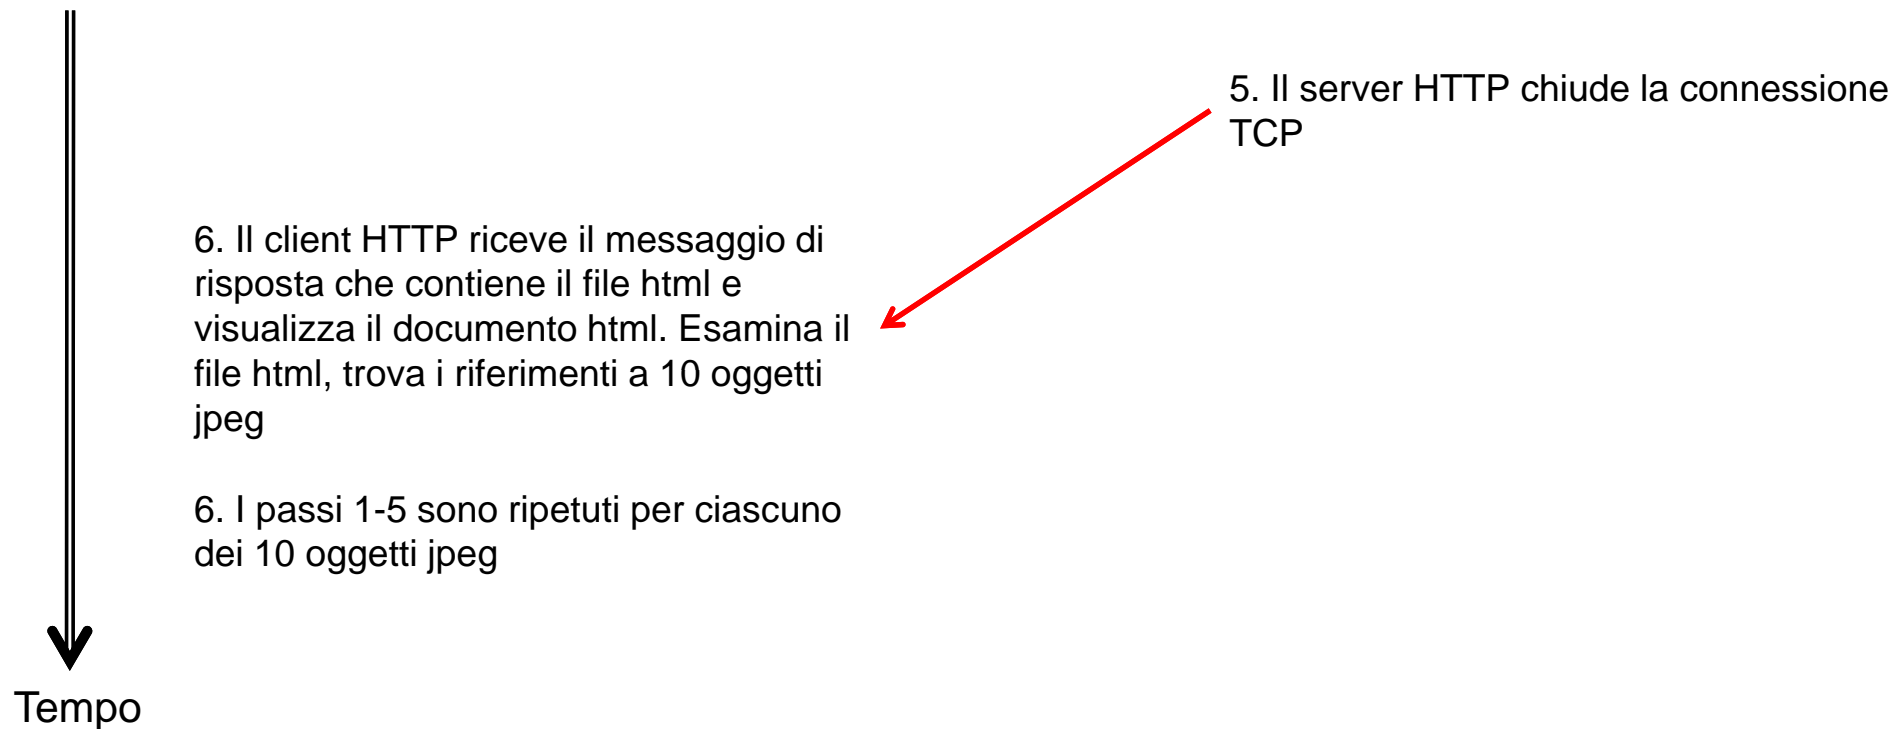 5. Il server HTTP chiude la connessione
TCP
6. Il client HTTP riceve il messaggio di
risposta che contiene il file html e
visualizza il documento html. Esamina il
file html, trova i riferimenti a 10 oggetti
jpeg
6. I passi 1-5 sono ripetuti per ciascuno
dei 10 oggetti jpeg
Tempo